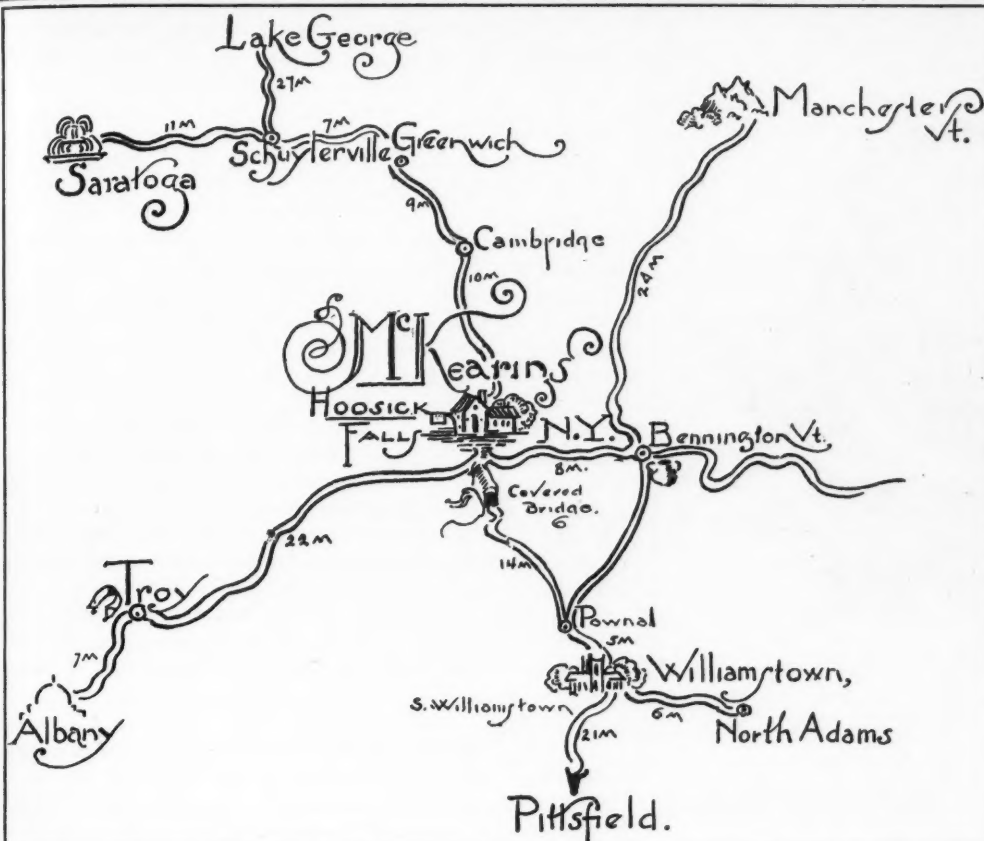 Lake George
27M
Manchester
Vt.
11M
7M
Schuylerville
Greenwich
Saratoga
9M
Cambridge
10M
24M
McKearins'
HOOSICK
FALLS
N.Y.
Bennington Vt.
8M.
Covered
Bridge.
22M
14M
Troy
Pownal
5M
7M
Williamstown,
S. Williamstown
6M
Albany
21M
North Adams
Pittsfield.